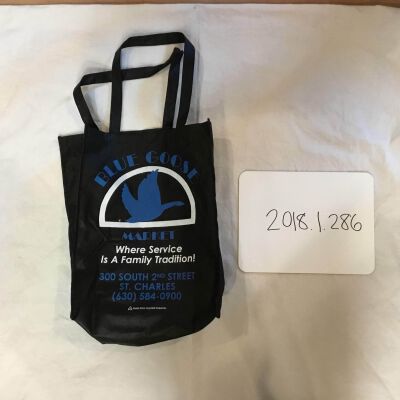 BLUE GOOSE
MARKET
Where Service
Is A Family Tradition!
300 SOUTH 2ND STREET
ST. CHARLES
(630) 584-0900
2018.1.286